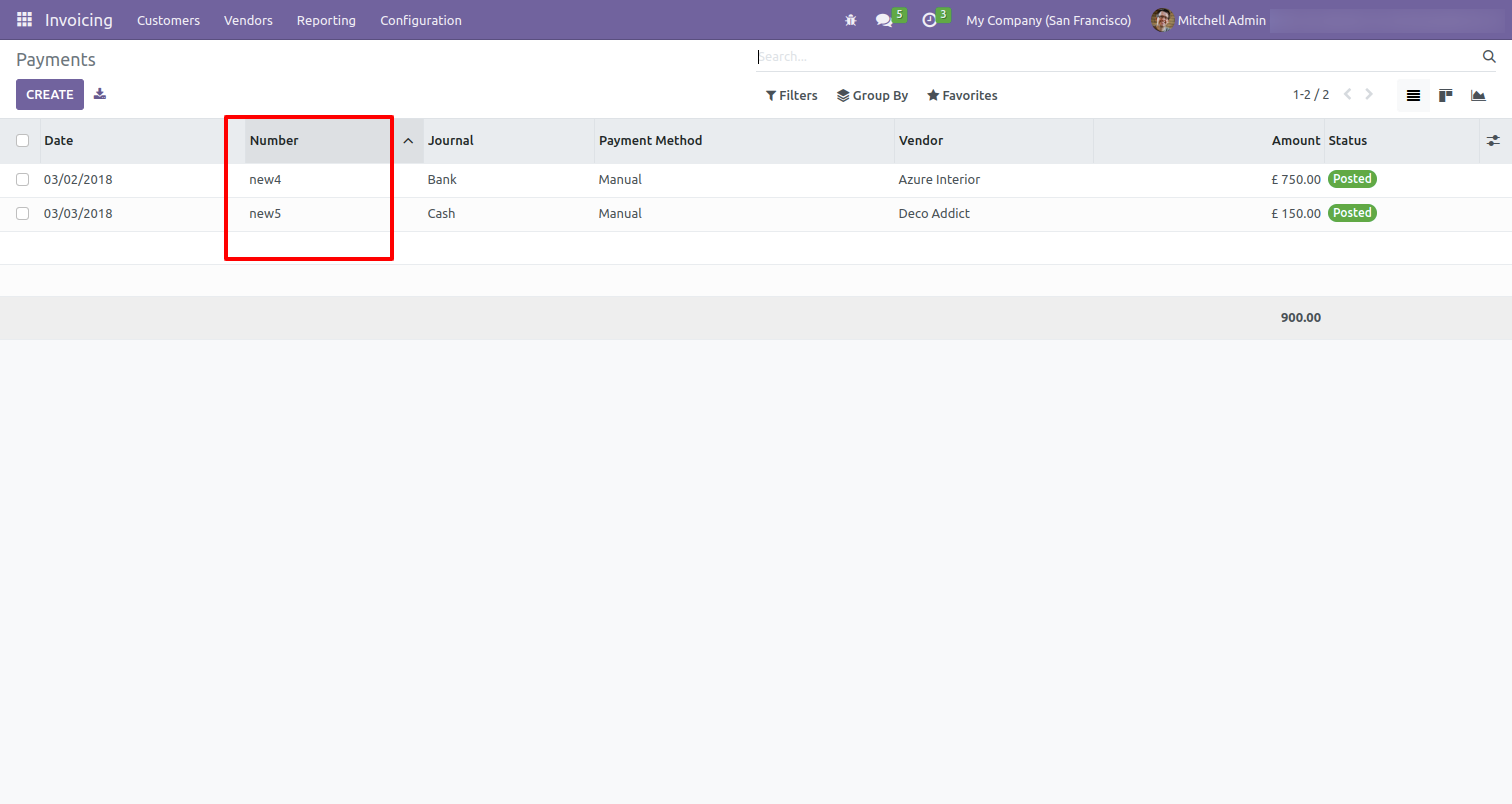 Invoicing Customers Vendors Reporting Configuration 5 3 My Company (San Francisco) Mitchell Admin
Payments Search...
CREATE Filters Group By Favorites 1-2 / 2
Date Number Journal Payment Method Vendor Amount Status
03/02/2018 new4 Bank Manual Azure Interior £ 750.00 Posted
03/03/2018 new5 Cash Manual Deco Addict £ 150.00 Posted
900.00